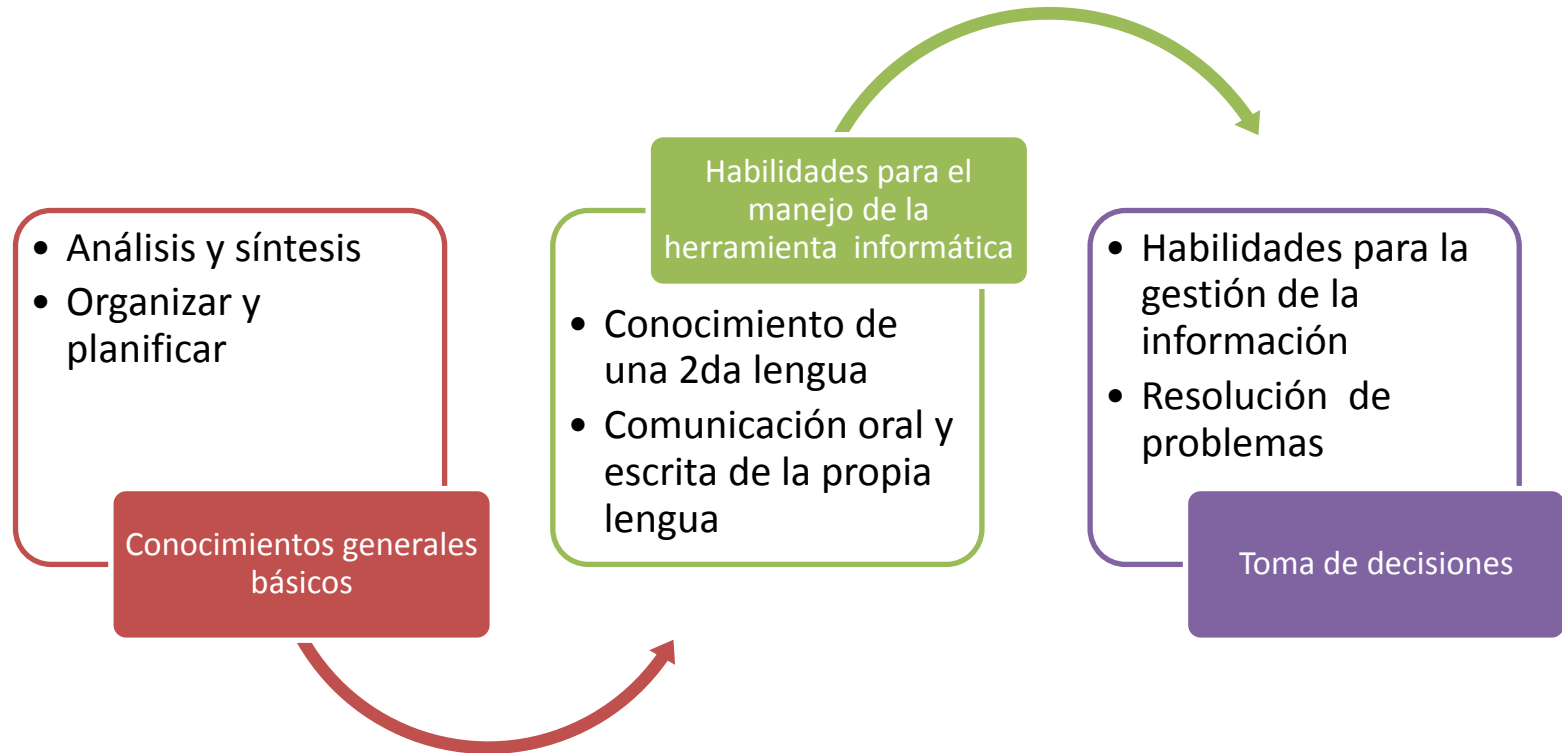 • Análisis y síntesis
• Organizar y
planificar
Conocimientos generales
básicos
Habilidades para el
manejo de la
herramienta  informática
• Conocimiento de
una 2da lengua
• Comunicación oral y
escrita de la propia
lengua
• Habilidades para la
gestión de la
información
• Resolución  de
problemas
Toma de decisiones